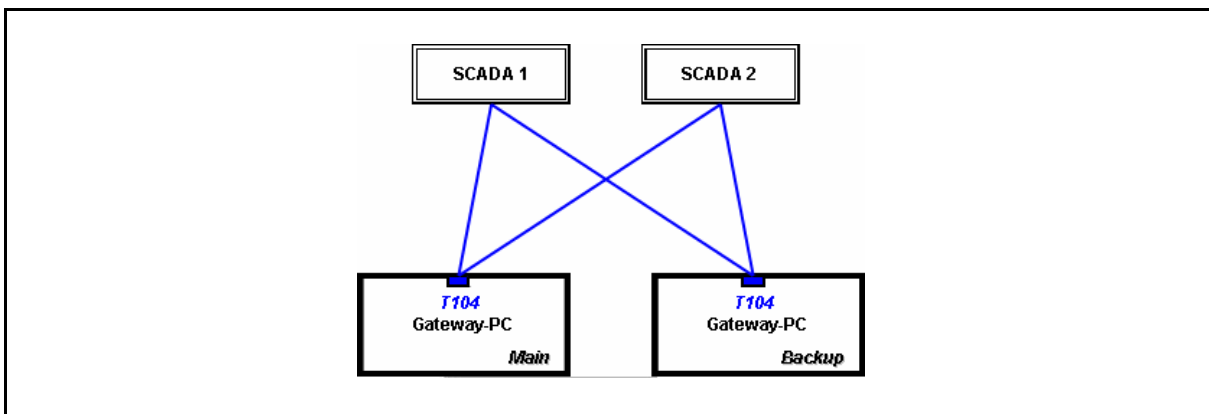 SCADA 1
SCADA 2
T104
Gateway-PC
Main
T104
Gateway-PC
Backup